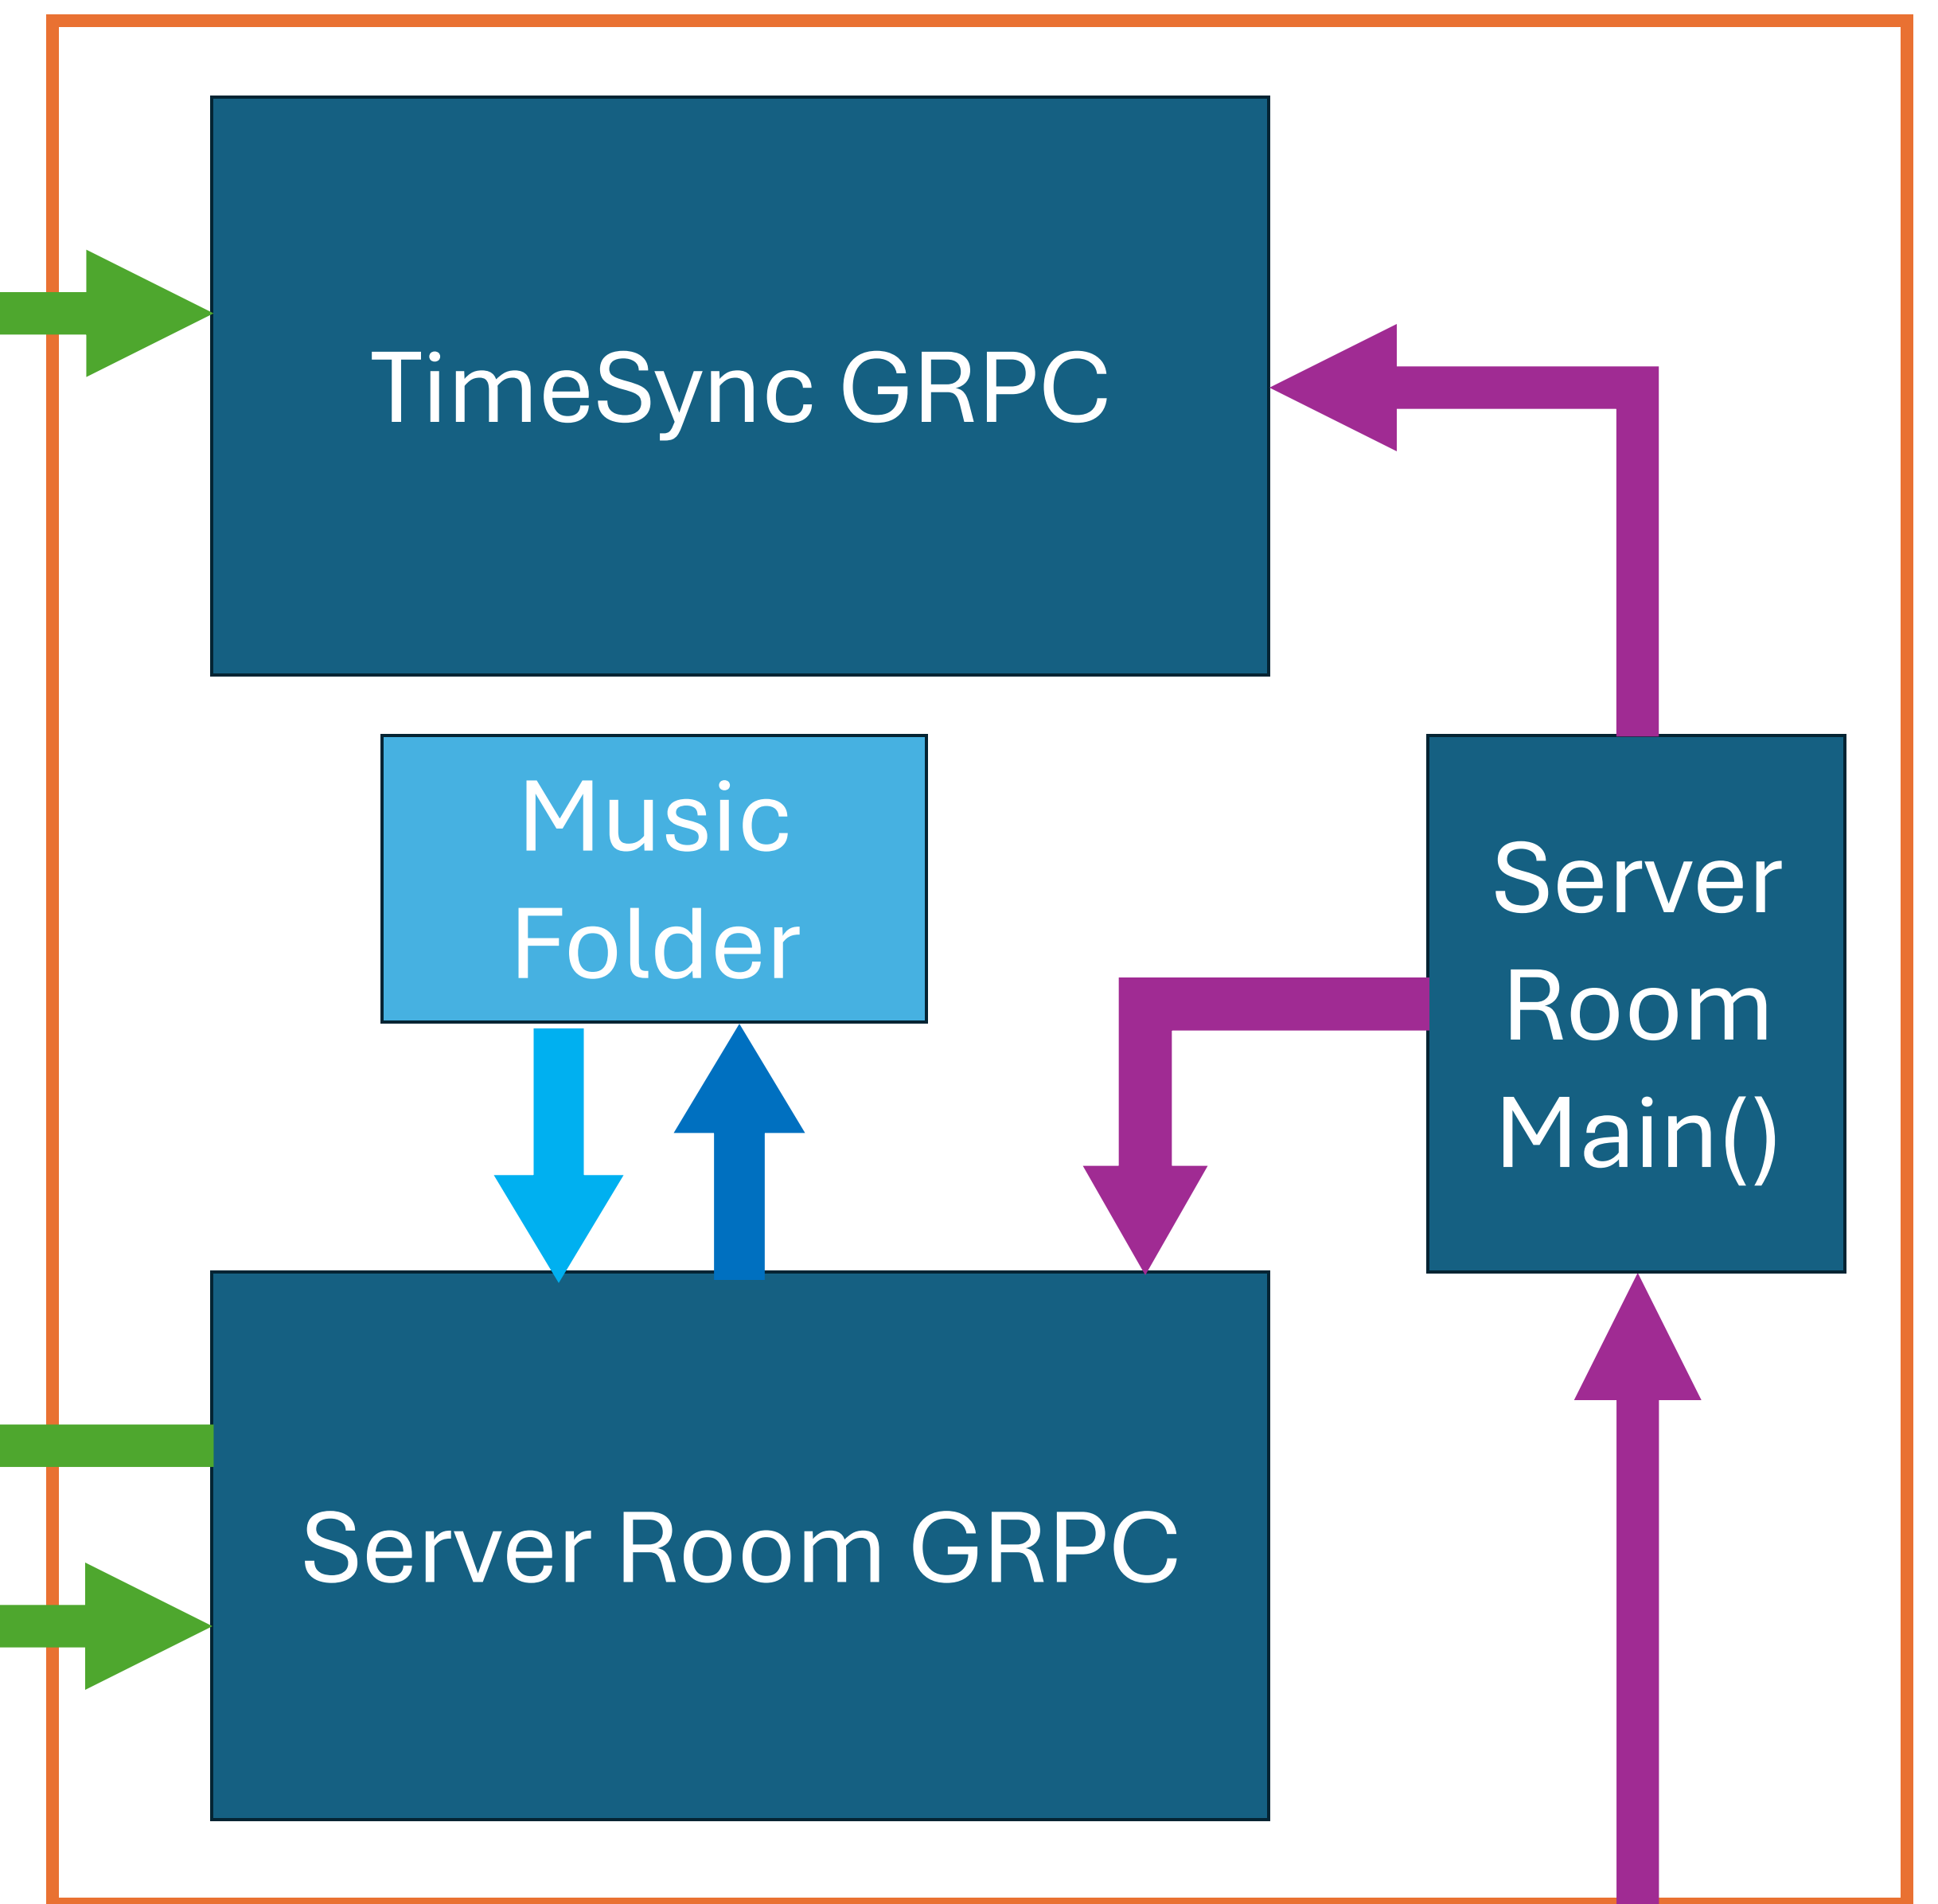 TimeSync GRPC
Music
Folder
Server
Room
Main()
Server Room GRPC